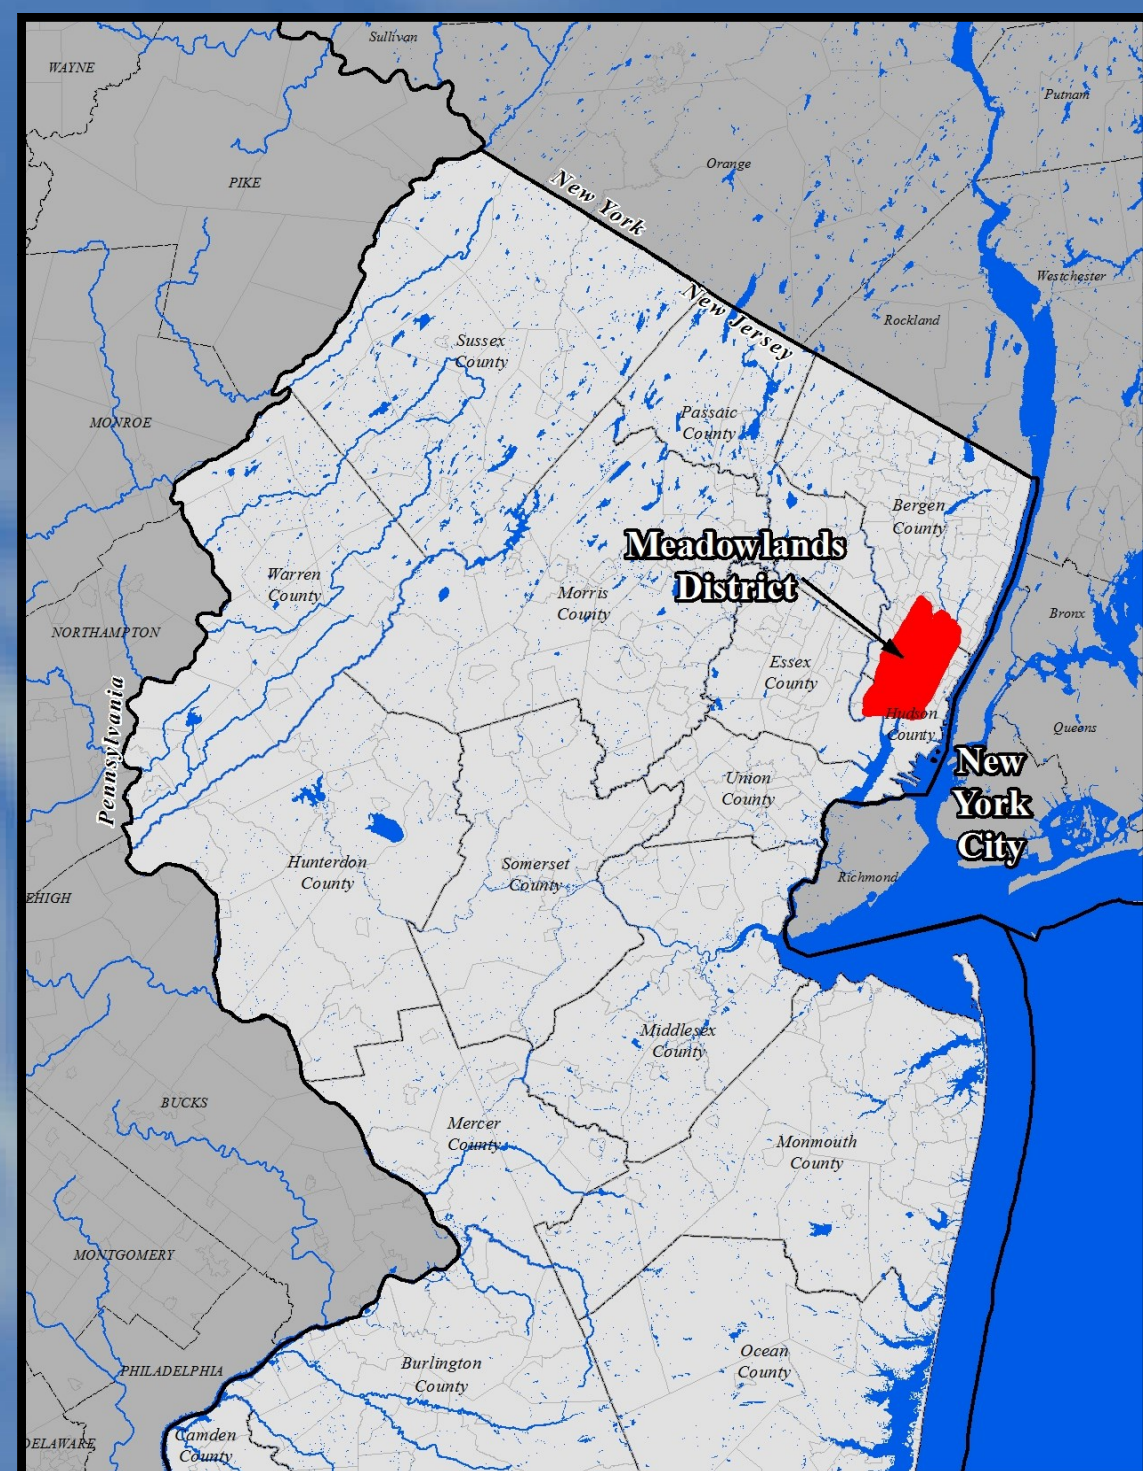 Sullivan
WAYNE
Putnam
Orange
PIKE
New York
Westchester
New Jersey
Rockland
Sussex
County
Passaic
County
MONROE
Bergen
County
Meadowlands
District
Warren
County
Morris
County
Bronx
NORTHAMPTON
Essex
County
Pennsylvania
Hudson
County
Queens
New
York
City
Union
County
Hunterdon
County
Somerset
County
Richmond
EHIGH
Middlesex
County
BUCKS
Mercer
County
Monmouth
County
MONTGOMERY
Ocean
County
PHILADELPHIA
Burlington
County
Camden
County
DELAWARE